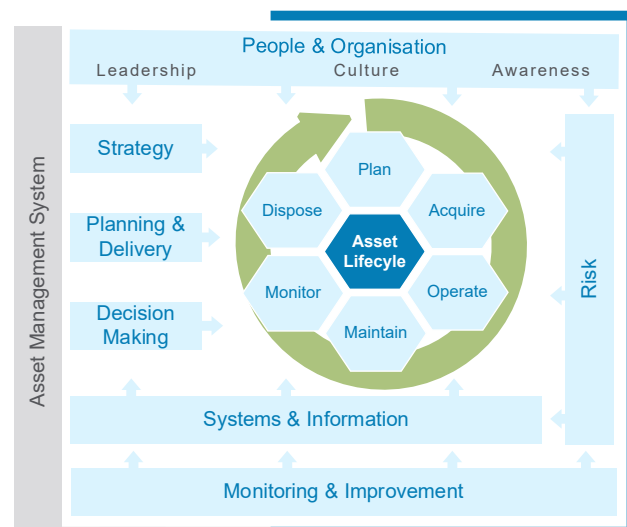 People & Organisation
Leadership Culture Awareness
Asset Management System
Strategy
Planning &
Delivery
Decision
Making
Plan
Acquire
Operate
Maintain
Monitor
Dispose
Asset
Lifecyle
Risk
Systems & Information
Monitoring & Improvement